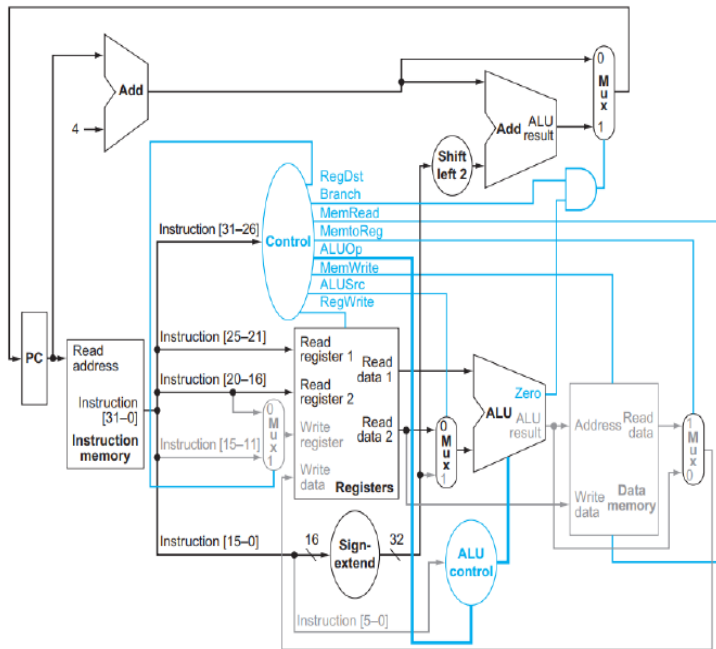 0
M
u
x
1
Add
4
Add
ALU
result
Shift
left 2
RegDst
Branch
MemRead
MemtoReg
ALUOp
MemWrite
ALUSrc
RegWrite
Control
Instruction [31–26]
Instruction [25–21]
Instruction [20–16]
Instruction [15–11]
Instruction [15–0]
PC
Read
address
Instruction
[31–0]
Instruction
memory
0
M
u
x
1
Read
register 1
Read
register 2
Write
register
Write
data
Read
data 1
Read
data 2
Registers
0
M
u
x
1
Zero
ALU
ALU
result
Address
Read
data
Write
data
Data
memory
1
M
u
x
0
16
Sign-
extend
32
ALU
control
Instruction [5–0]